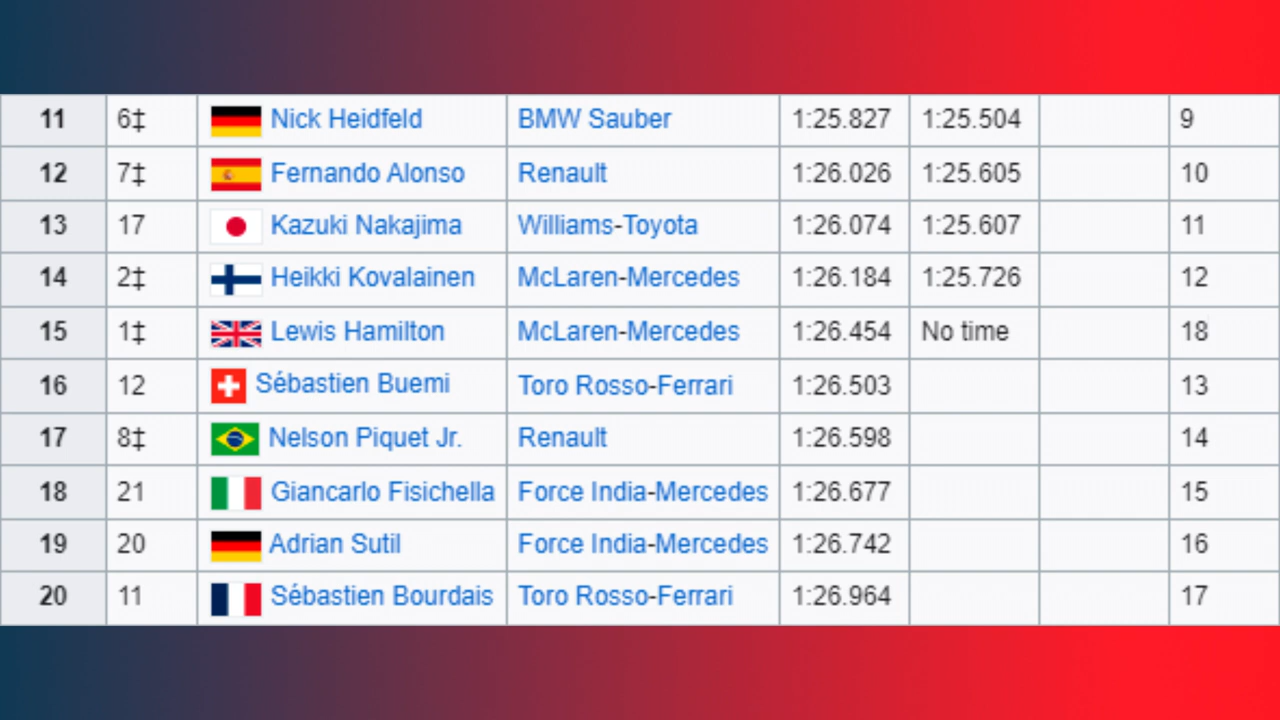 11 6‡ Nick Heidfeld BMW Sauber 1:25.827 1:25.504 9
12 7‡ Fernando Alonso Renault 1:26.026 1:25.605 10
13 17 Kazuki Nakajima Williams-Toyota 1:26.074 1:25.607 11
14 2‡ Heikki Kovalainen McLaren-Mercedes 1:26.184 1:25.726 12
15 1‡ Lewis Hamilton McLaren-Mercedes 1:26.454 No time 18
16 12 Sébastien Buemi Toro Rosso-Ferrari 1:26.503 13
17 8‡ Nelson Piquet Jr. Renault 1:26.598 14
18 21 Giancarlo Fisichella Force India-Mercedes 1:26.677 15
19 20 Adrian Sutil Force India-Mercedes 1:26.742 16
20 11 Sébastien Bourdais Toro Rosso-Ferrari 1:26.964 17